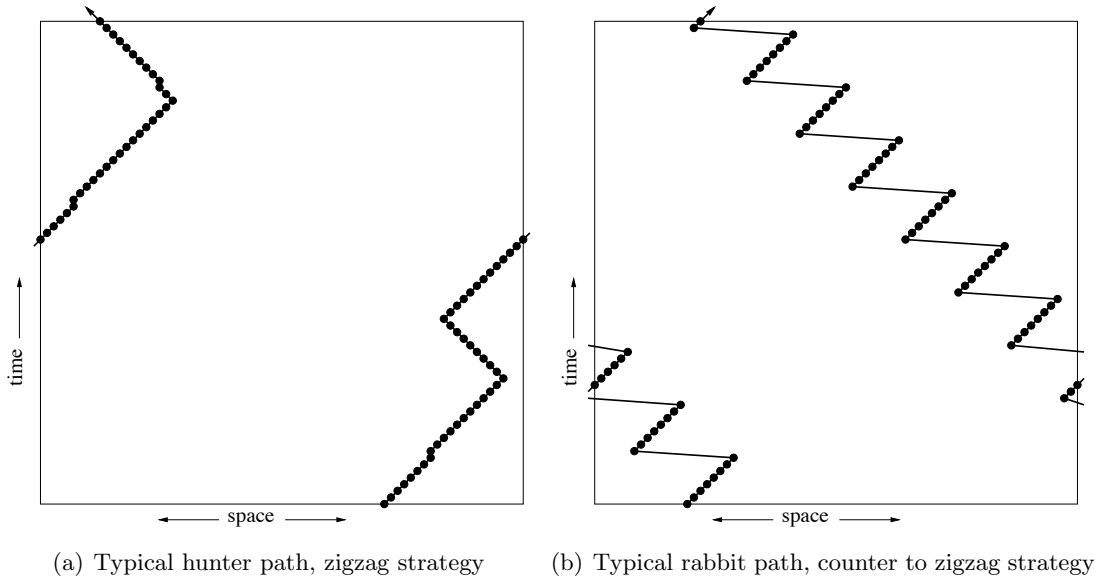 time
space
time
space
(a) Typical hunter path, zigzag strategy
(b) Typical rabbit path, counter to zigzag strategy